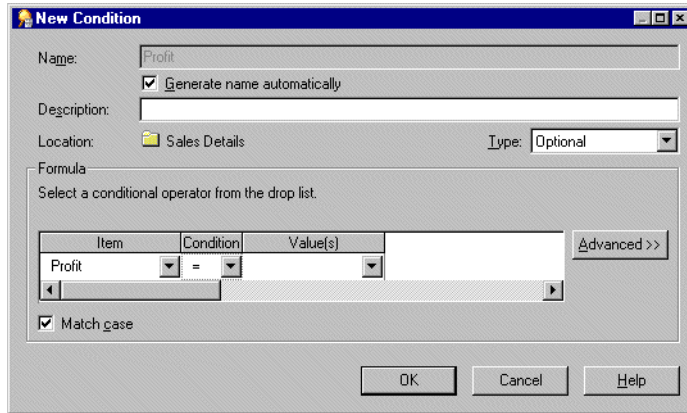 New Condition
Name: Profit
Generate name automatically
Description:
Location: Sales Details Type: Optional
Formula
Select a conditional operator from the drop list.
Item Condition Value(s)
Profit = 
Advanced >>
Match case
OK Cancel Help